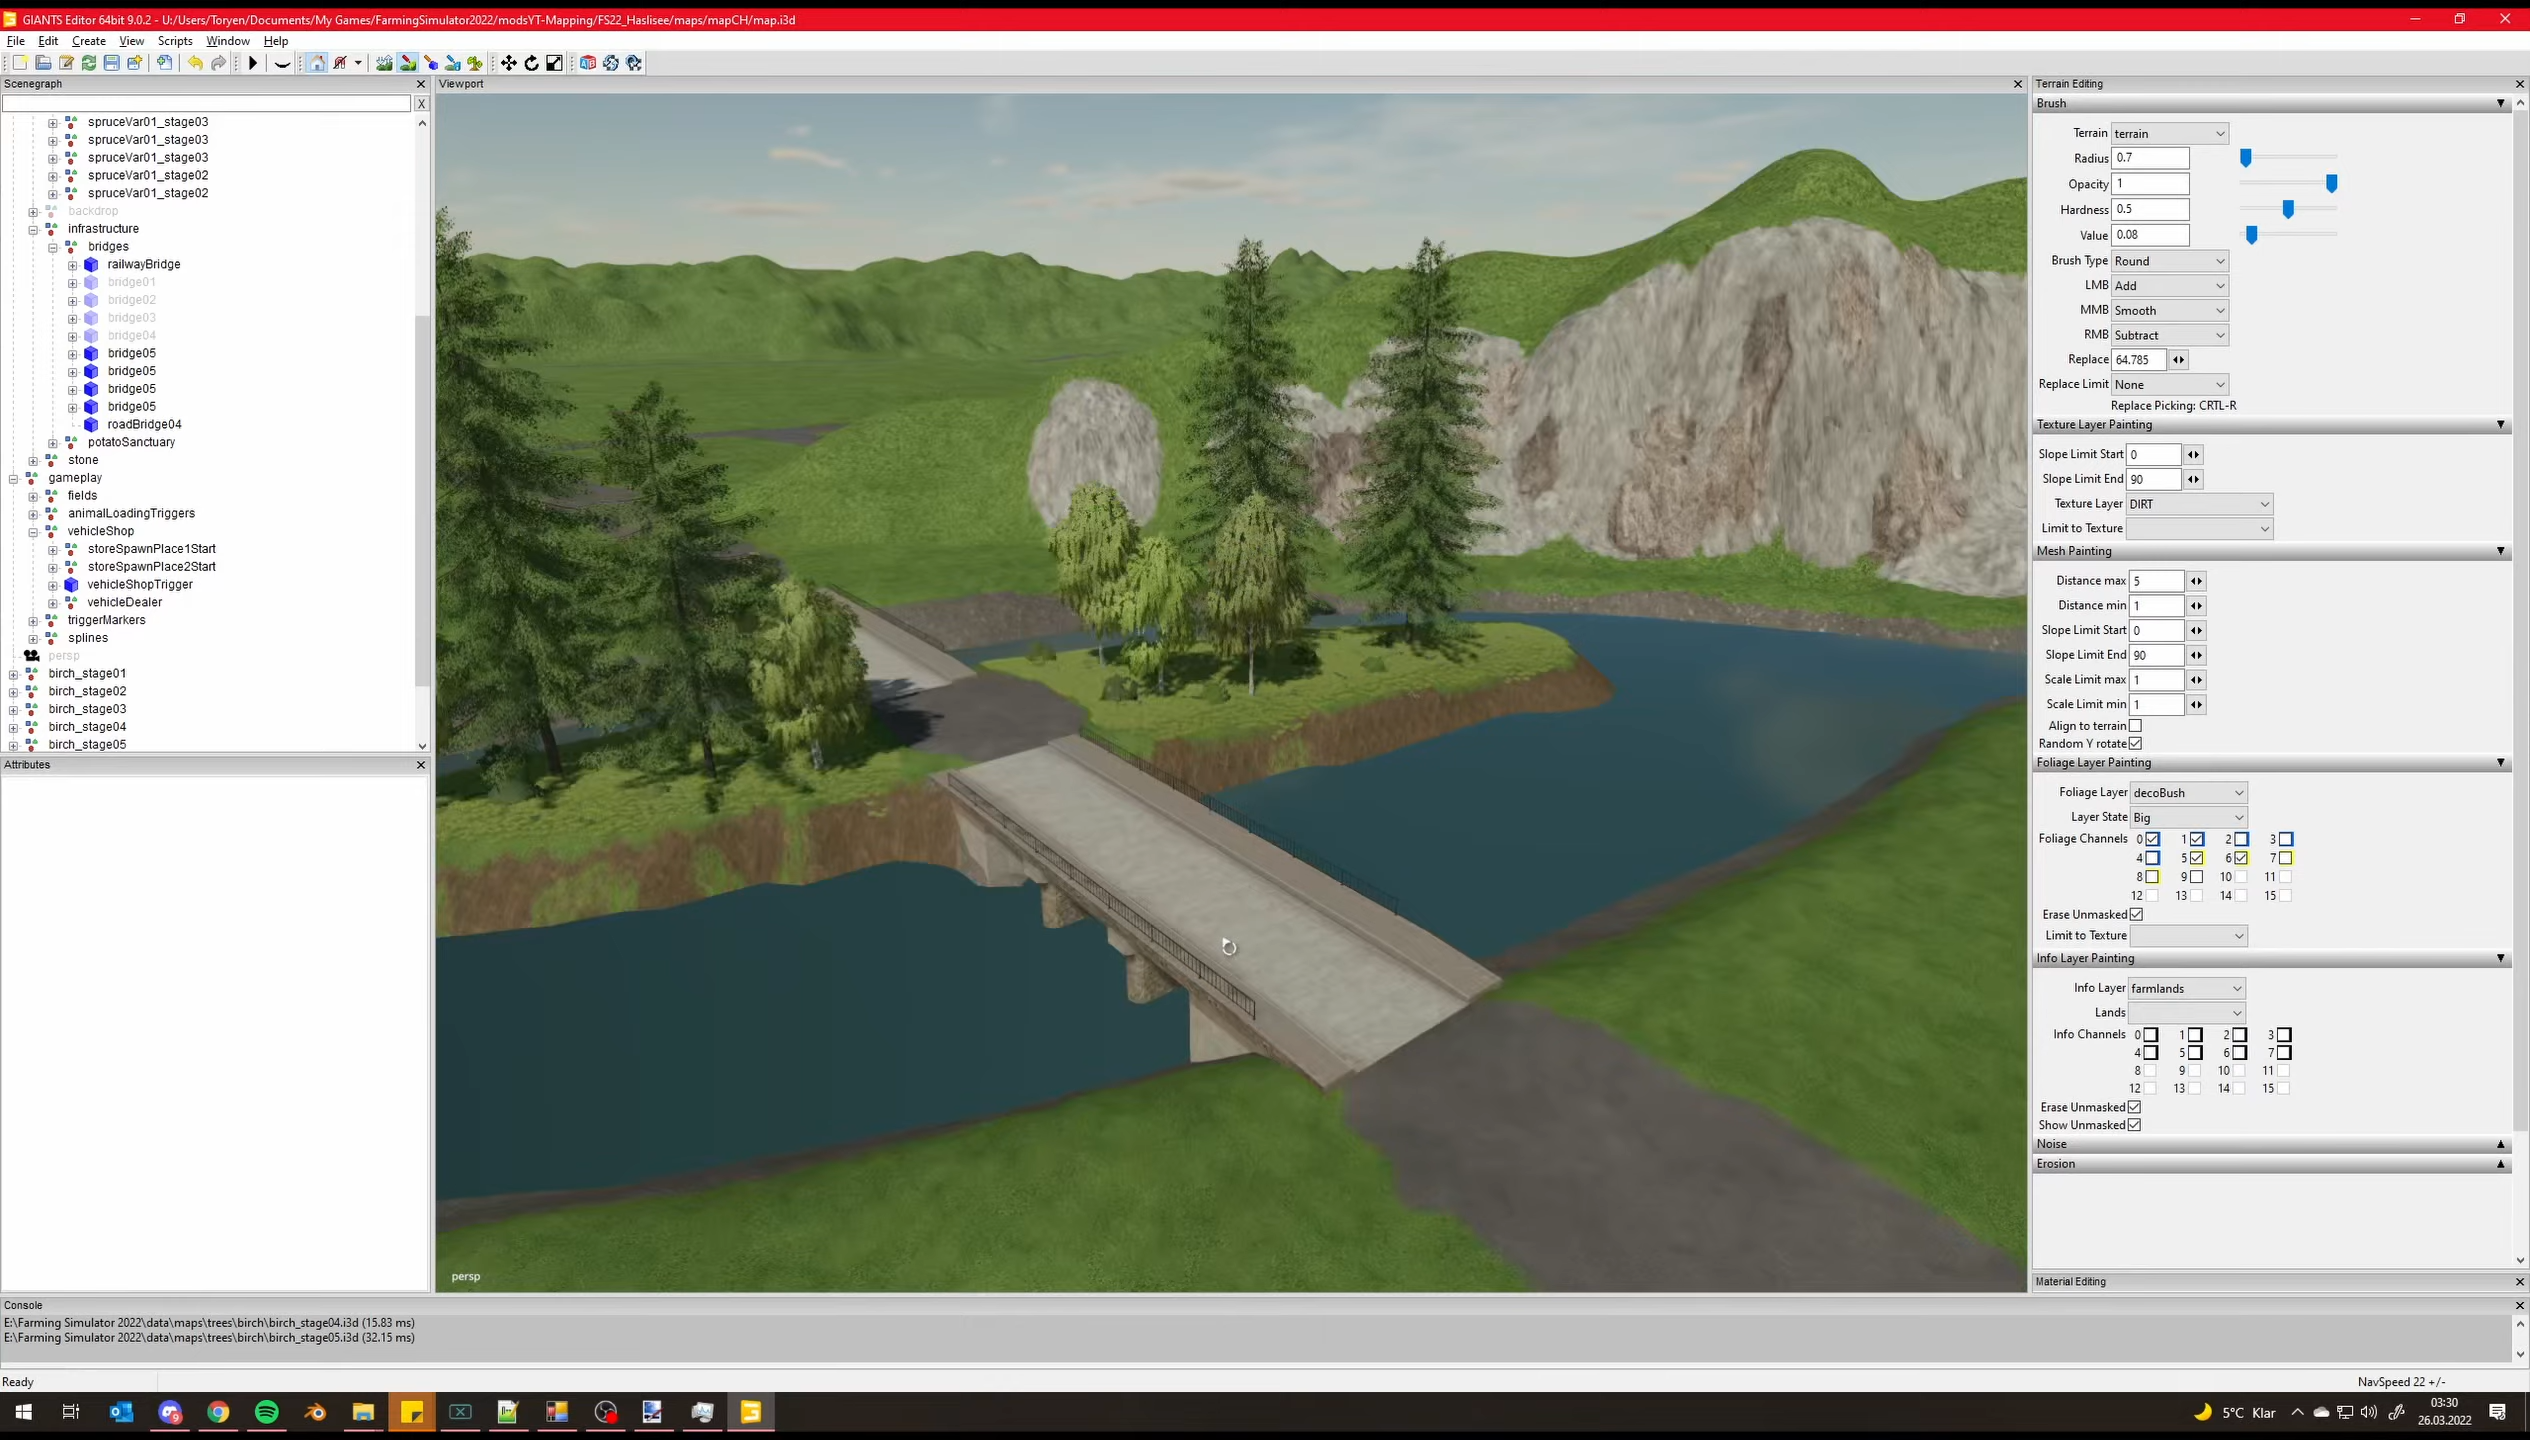 GIANTS Editor 64bit 9.0.2 - U:/Users/Toryen/Documents/My Games/FarmingSimulator2022/modsYT-Mapping/FS22_Haslisee/maps/mapCH/map.i3d
File Edit Create View Scripts Window Help
Scenegraph
X
spruceVar01_stage03
spruceVar01_stage03
spruceVar01_stage03
spruceVar01_stage02
spruceVar01_stage02
backdrop
infrastructure
bridges
railwayBridge
bridge01
bridge02
bridge03
bridge04
bridge05
bridge05
bridge05
bridge05
roadBridge04
potatoSanctuary
stone
gameplay
fields
animalLoadingTriggers
vehicleShop
storeSpawnPlace1Start
storeSpawnPlace2Start
vehicleShopTrigger
vehicleDealer
triggerMarkers
splines
persp
birch_stage01
birch_stage02
birch_stage03
birch_stage04
birch_stage05
Attributes
Viewport
persp
Terrain Editing
Brush
Terrain terrain
Radius 0.7
Opacity 1
Hardness 0.5
Value 0.08
Brush Type Round
LMB Add
MMB Smooth
RMB Subtract
Replace 64.785
Replace Limit None
Replace Picking: CRTL-R
Texture Layer Painting
Slope Limit Start 0
Slope Limit End 90
Texture Layer DIRT
Limit to Texture
Mesh Painting
Distance max 5
Distance min 1
Slope Limit Start 0
Slope Limit End 90
Scale Limit max 1
Scale Limit min 1
Align to terrain
Random Y rotate
Foliage Layer Painting
Foliage Layer decoBush
Layer State Big
Foliage Channels 0 1 2 3
4 5 6 7
8 9 10 11
12 13 14 15
Erase Unmasked
Limit to Texture
Info Layer Painting
Info Layer farmlands
Lands
Info Channels 0 1 2 3
4 5 6 7
8 9 10 11
12 13 14 15
Erase Unmasked
Show Unmasked
Noise
Erosion
Material Editing
Console
E:\Farming Simulator 2022\data\maps\trees\birch\birch_stage04.i3d (15.83 ms)
E:\Farming Simulator 2022\data\maps\trees\birch\birch_stage05.i3d (32.15 ms)
Ready
NavSpeed 22 +/-
5°C Klar
03:30
26.03.2022